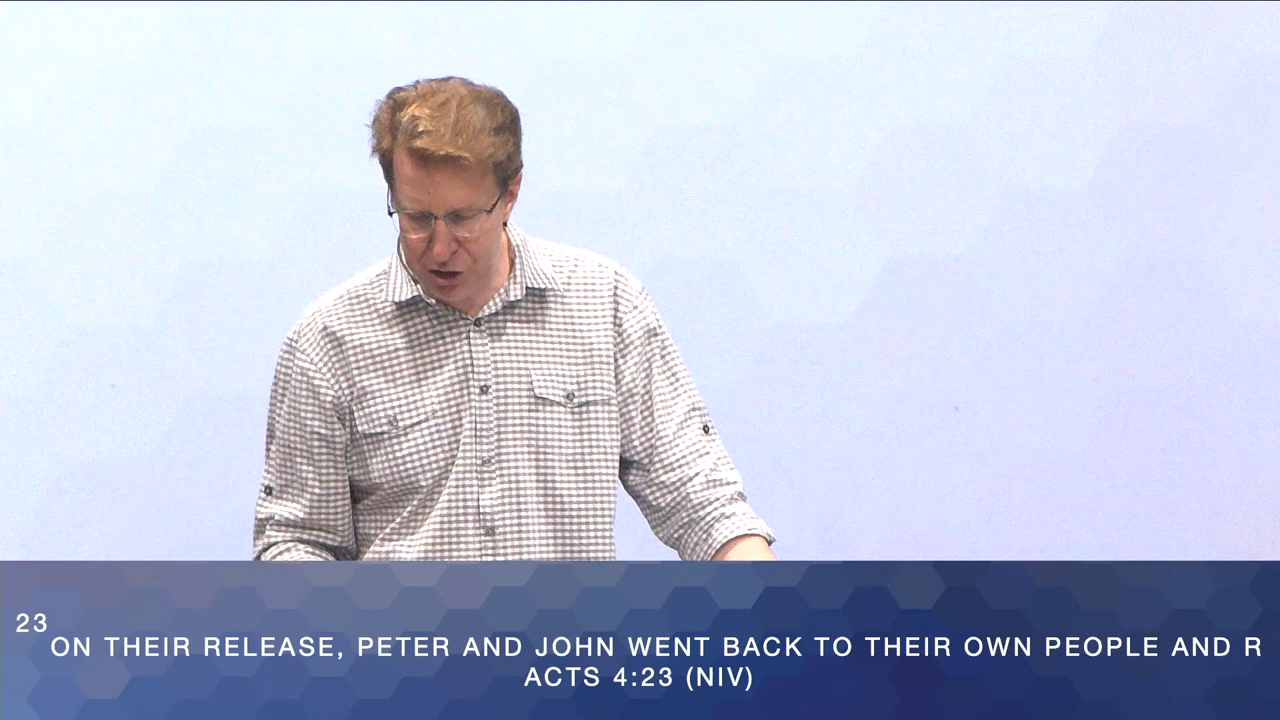 23
ON THEIR RELEASE, PETER AND JOHN WENT BACK TO THEIR OWN PEOPLE AND R
ACTS 4:23 (NIV)